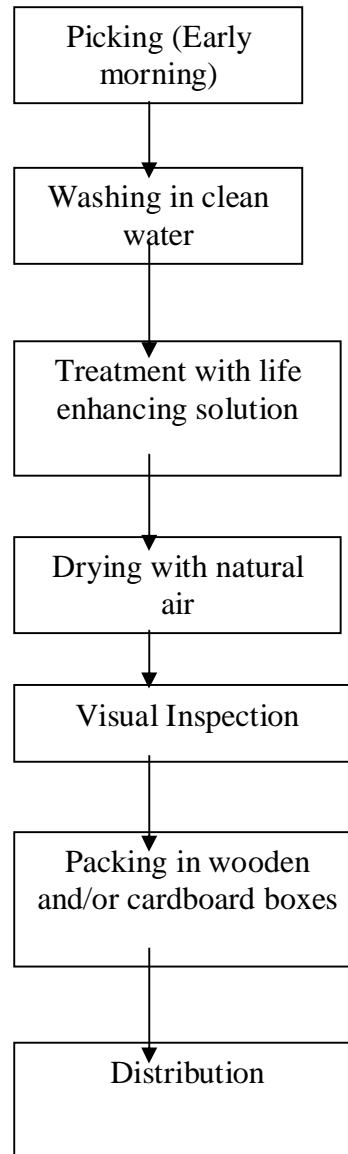 Picking (Early
morning)
Washing in clean
water
Treatment with life
enhancing solution
Drying with natural
air
Visual Inspection
Packing in wooden
and/or cardboard boxes
Distribution